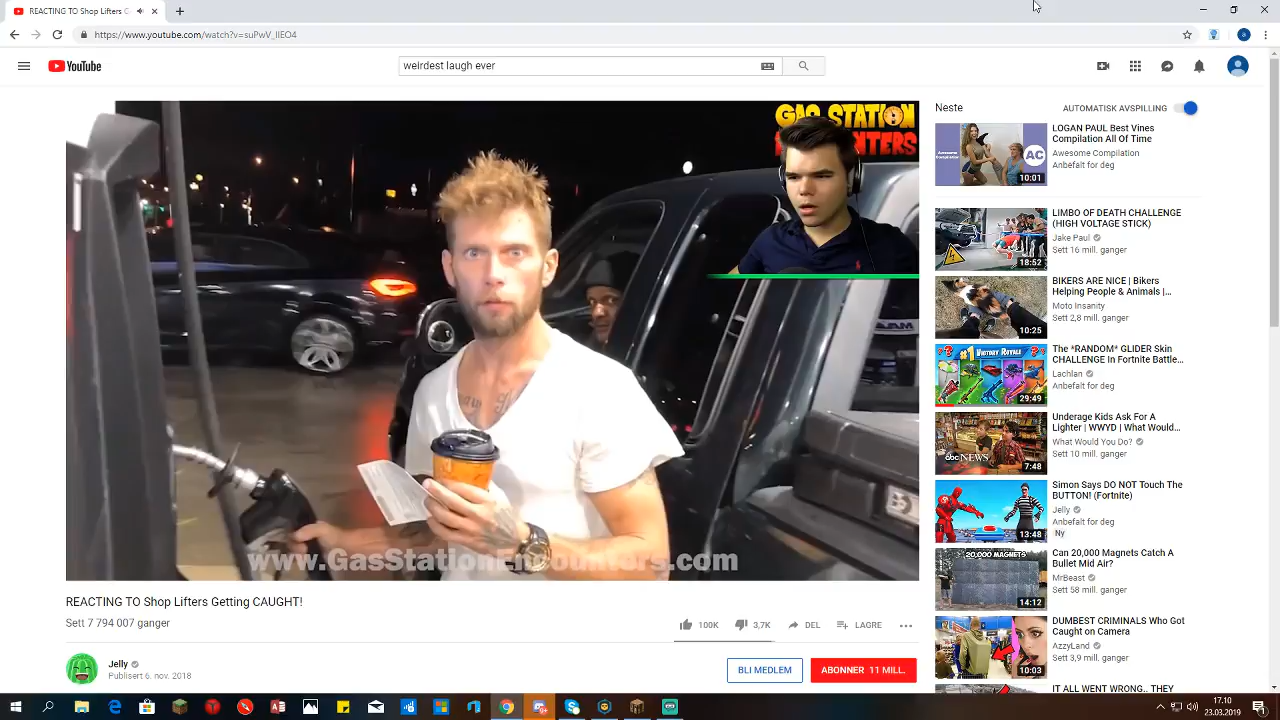 REACTING TO Shop Lifters G
https://www.youtube.com/watch?v=suPwV_IIEO4
YouTube
weirdest laugh ever
GAS STATION
www.GasStation
.com
REACTING TO Shop Lifters Getting CAUGHT!
Sett 7 794 007 ganger
100K
3,7K
DEL
LAGRE
Jelly
BLI MEDLEM
ABONNER 11 MILL.
Neste
AUTOMATISK AVSPILLING
10:01
LOGAN PAUL Best Vines
Compilation All Of Time
Awesome Compilation
Anbefalt for deg
18:52
LIMBO OF DEATH CHALLENGE
(HIGH VOLTAGE STICK)
Jake Paul
Sett 16 mill. ganger
10:25
BIKERS ARE NICE | Bikers
Helping People & Animals |...
Moto Insanity
Sett 2,8 mill. ganger
#1 VICTORY ROYALE
29:49
The *RANDOM* GLIDER Skin
CHALLENGE In Fortnite Battle...
Lachlan
Anbefalt for deg
abc NEWS
7:48
Underage Kids Ask For A
Lighter | WWYD | What Would...
What Would You Do?
Sett 10 mill. ganger
13:48
Simon Says DO NOT Touch The
BUTTON! (Fortnite)
Jelly
Anbefalt for deg
Ny
20,000 MAGNETS
14:12
Can 20,000 Magnets Catch A
Bullet Mid Air?
MrBeast
Sett 58 mill. ganger
10:03
DUMBEST CRIMINALS Who Got
Caught on Camera
AzzyLand
Sett 3,9 mill. ganger
IT ALL WENT WRONG.. THEY
17.10
23.03.2019